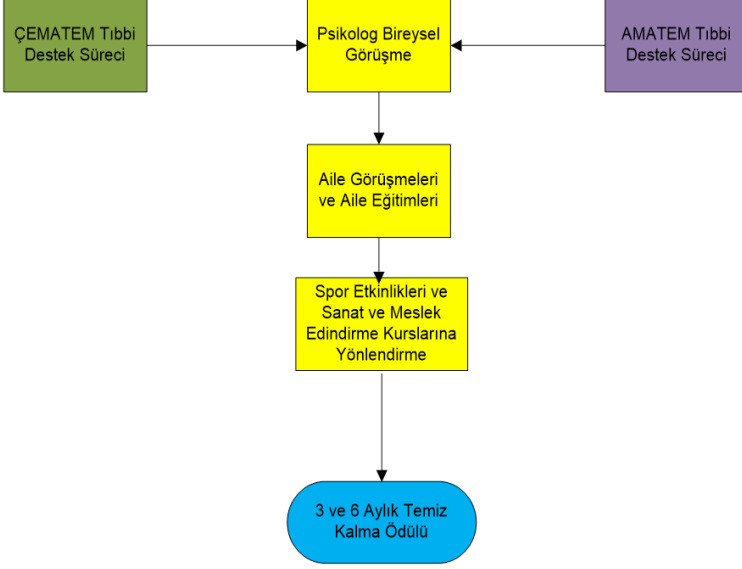 ÇEMATEM Tıbbi
Destek Süreci
Psikolog Bireysel
Görüşme
AMATEM Tıbbi
Destek Süreci
Aile Görüşmeleri
ve Aile Eğitimleri
Spor Etkinlikleri ve
Sanat ve Meslek
Edindirme Kurslarına
Yönlendirme
3 ve 6 Aylık Temiz
Kalma Ödülü